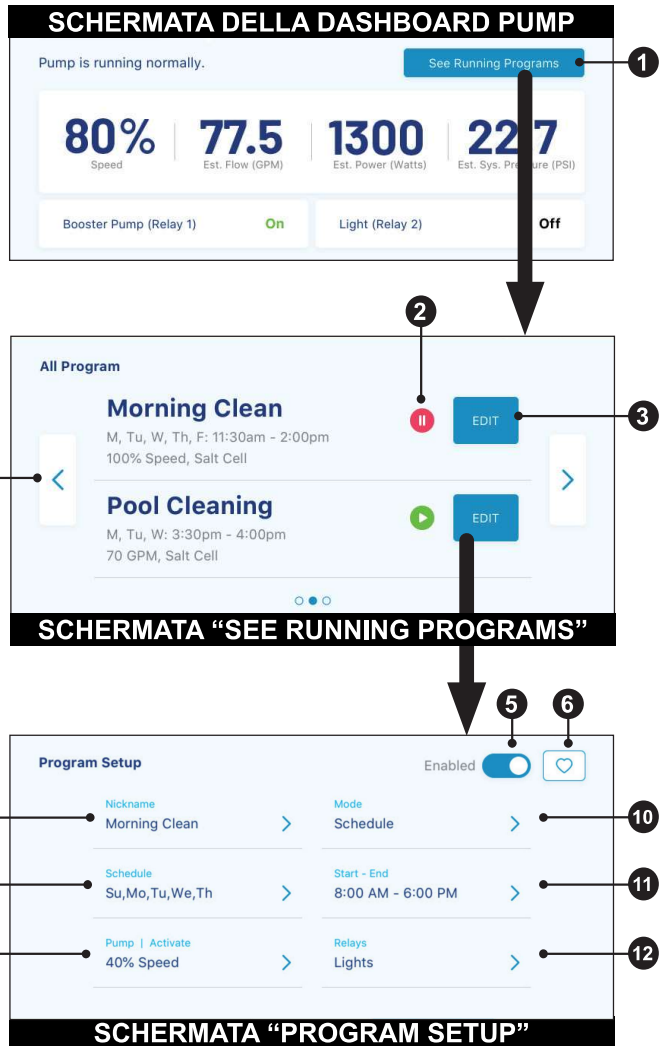 SCHERMATA DELLA DASHBOARD PUMP
Pump is running normally.
See Running Programs
1
80%
77.5
1300
22.7
Speed
Est. Flow (GPM)
Est. Power (Watts)
Est. Sys. Pressure (PSI)
Booster Pump (Relay 1)
On
Light (Relay 2)
Off
2
All Program
Morning Clean
EDIT
3
M, Tu, W, Th, F: 11:30am - 2:00pm
100% Speed, Salt Cell
Pool Cleaning
EDIT
M, Tu, W: 3:30pm - 4:00pm
70 GPM, Salt Cell
SCHERMATA “SEE RUNNING PROGRAMS”
5
6
Program Setup
Enabled
Nickname
Morning Clean
Mode
Schedule
10
Schedule
Su,Mo,Tu,We,Th
Start - End
8:00 AM - 6:00 PM
11
Pump | Activate
40% Speed
Relays
Lights
12
SCHERMATA “PROGRAM SETUP”